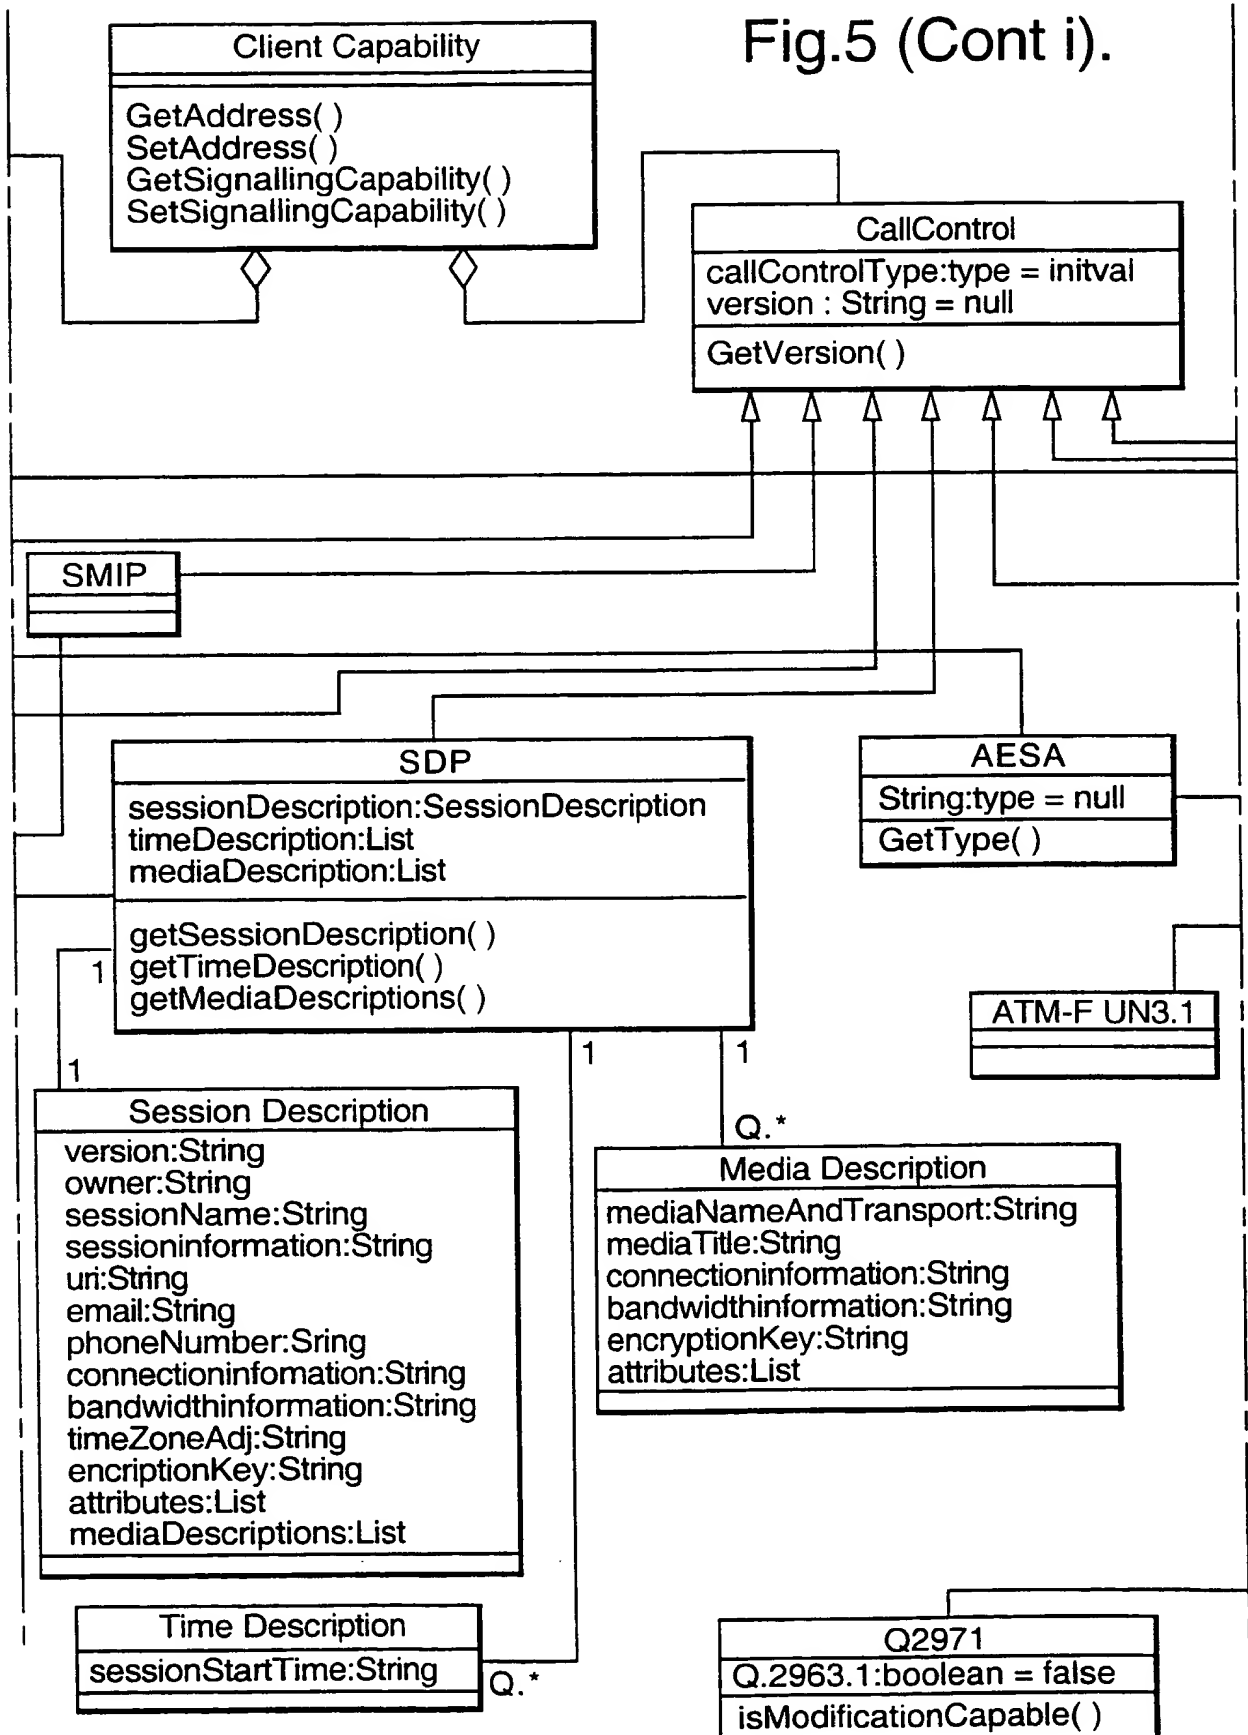 Fig.5 (Cont i).
Client Capability
GetAddress( )
SetAddress( )
GetSignallingCapability( )
SetSignallingCapability( )
CallControl
callControlType:type = initval
version : String = null
GetVersion( )
SMIP
SDP
sessionDescription:SessionDescription
timeDescription:List
mediaDescription:List
getSessionDescription( )
getTimeDescription( )
getMediaDescriptions( )
AESA
String:type = null
GetType( )
ATM-F UN3.1
1
1
1
1
Q.*
Session Description
version:String
owner:String
sessionName:String
sessioninformation:String
uri:String
email:String
phoneNumber:Sring
connectioninfomation:String
bandwidthinformation:String
timeZoneAdj:String
encriptionKey:String
attributes:List
mediaDescriptions:List
Media Description
mediaNameAndTransport:String
mediaTitle:String
connectioninformation:String
bandwidthinformation:String
encryptionKey:String
attributes:List
Time Description
sessionStartTime:String
Q.*
Q2971
Q.2963.1:boolean = false
isModificationCapable( )